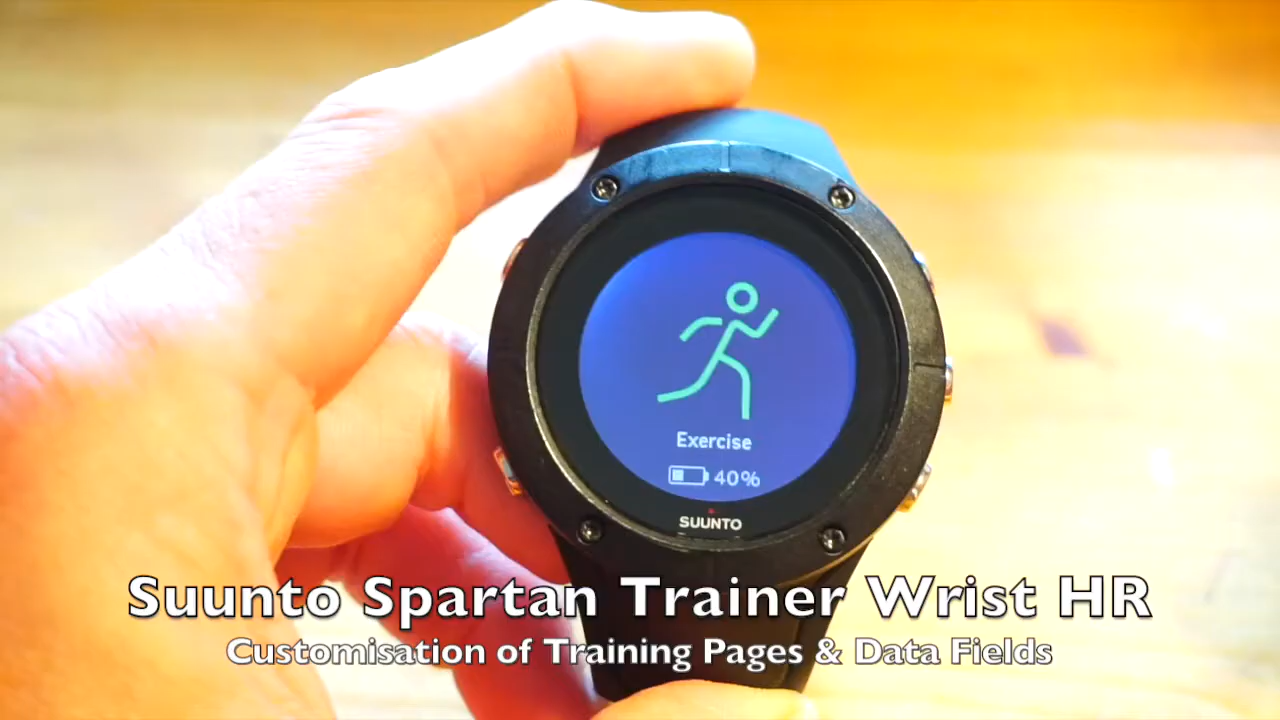 Exercise
40%
SUUNTO
Suunto Spartan Trainer Wrist HR
Customisation of Training Pages & Data Fields